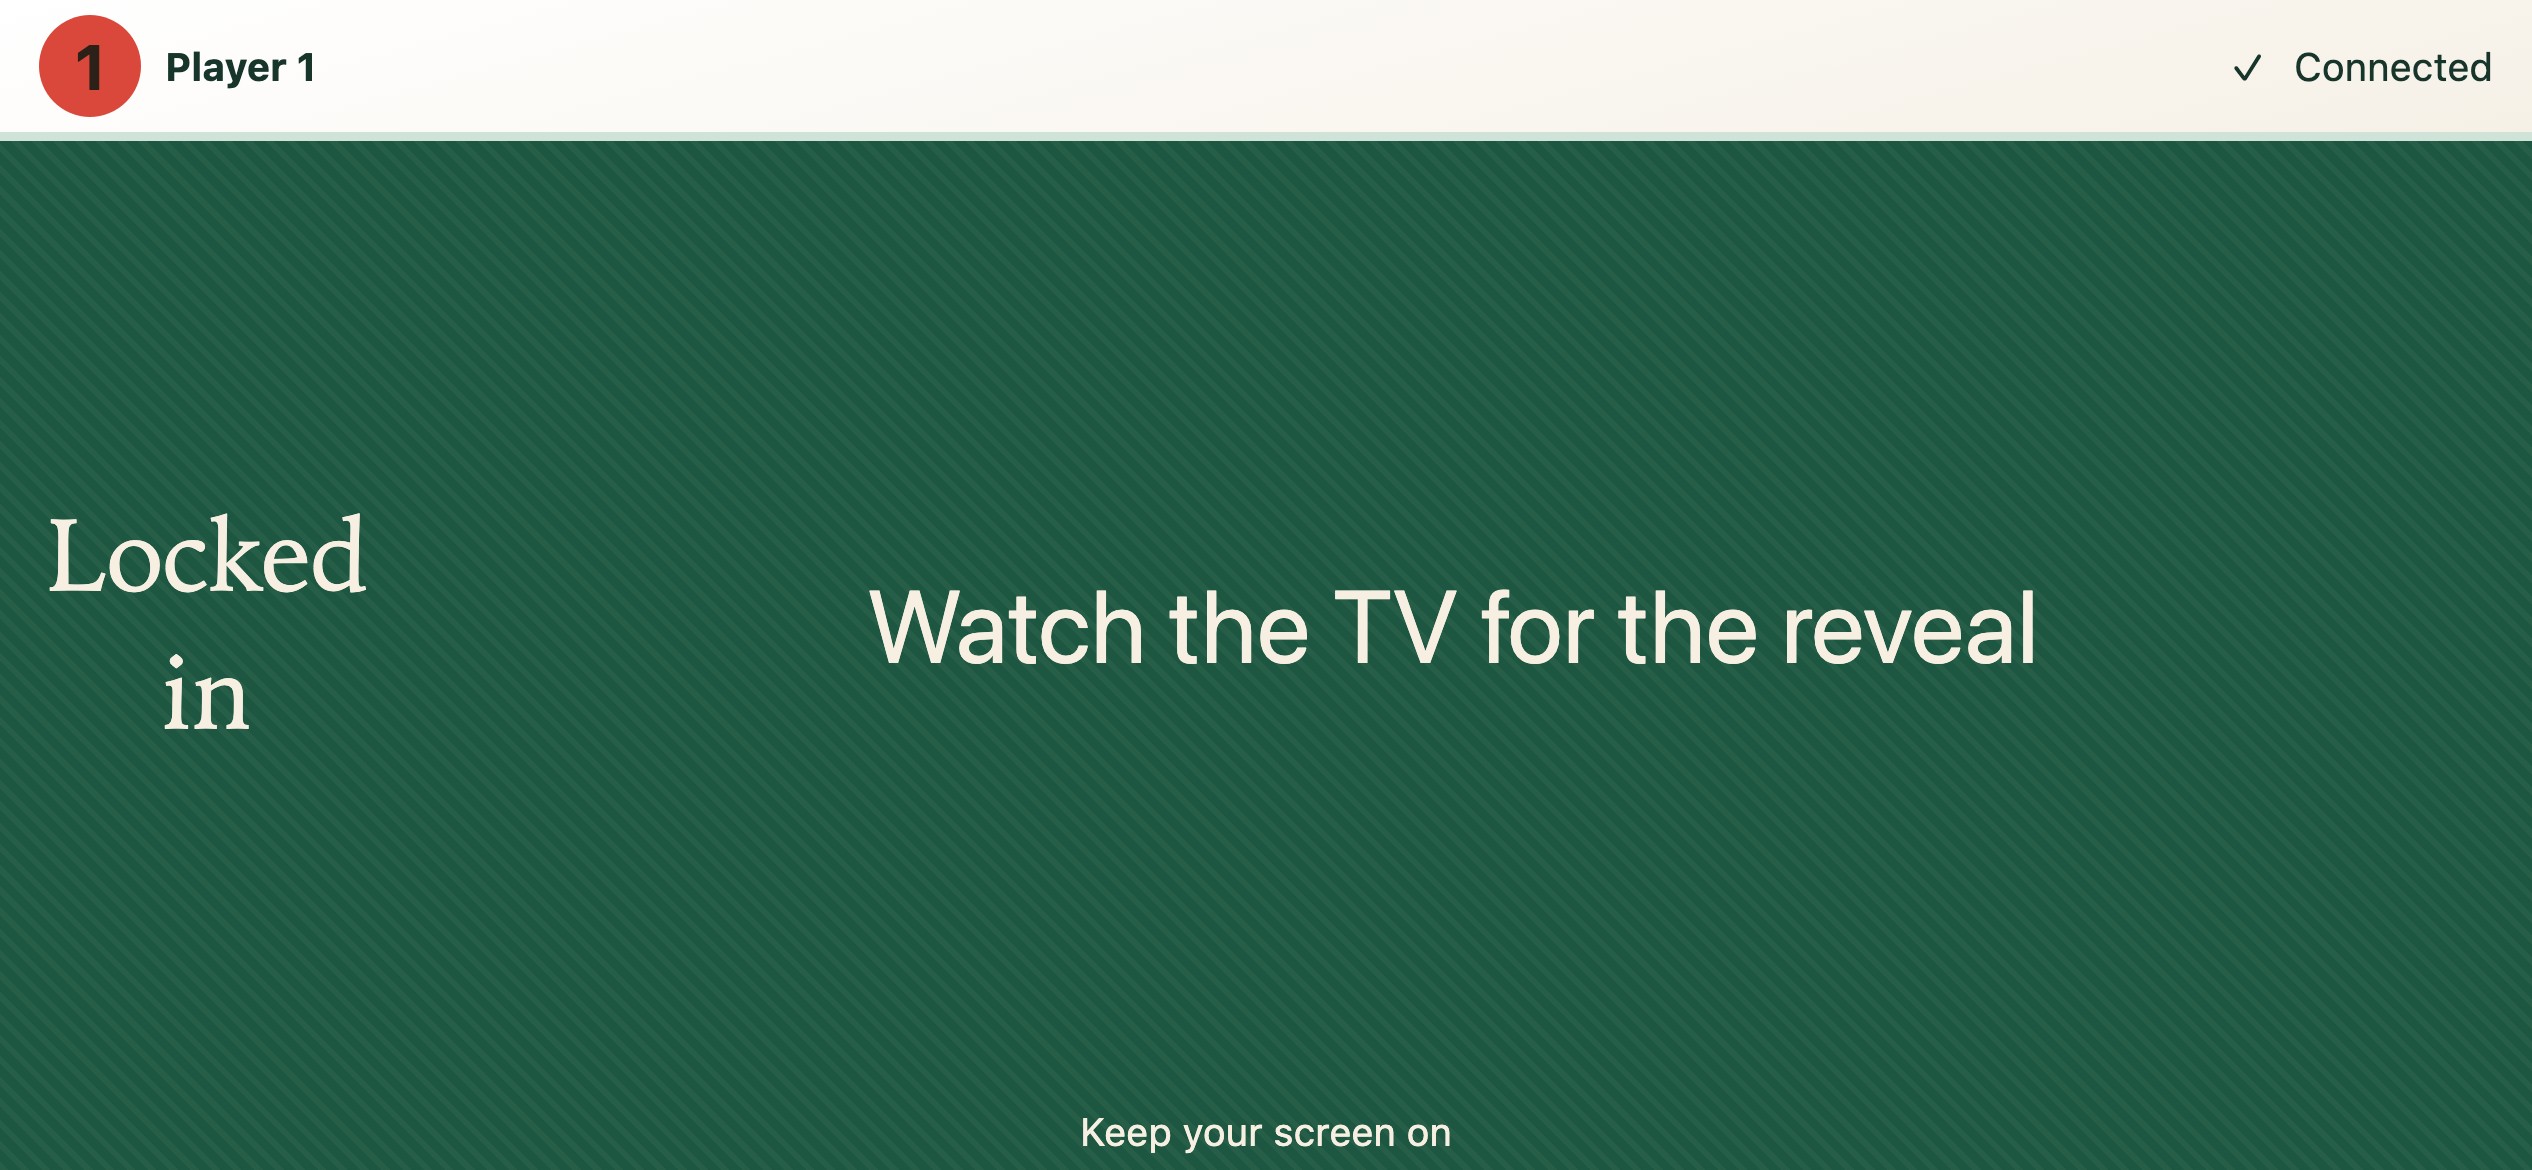 1 Player 1
✓ Connected
Locked
in
Watch the TV for the reveal
Keep your screen on